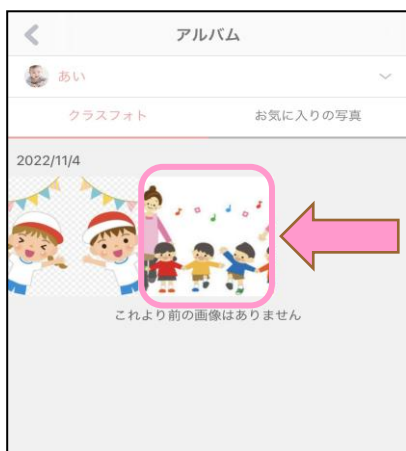 アルバム
あい
クラスフォト
お気に入りの写真
2022/11/4
これより前の画像はありません